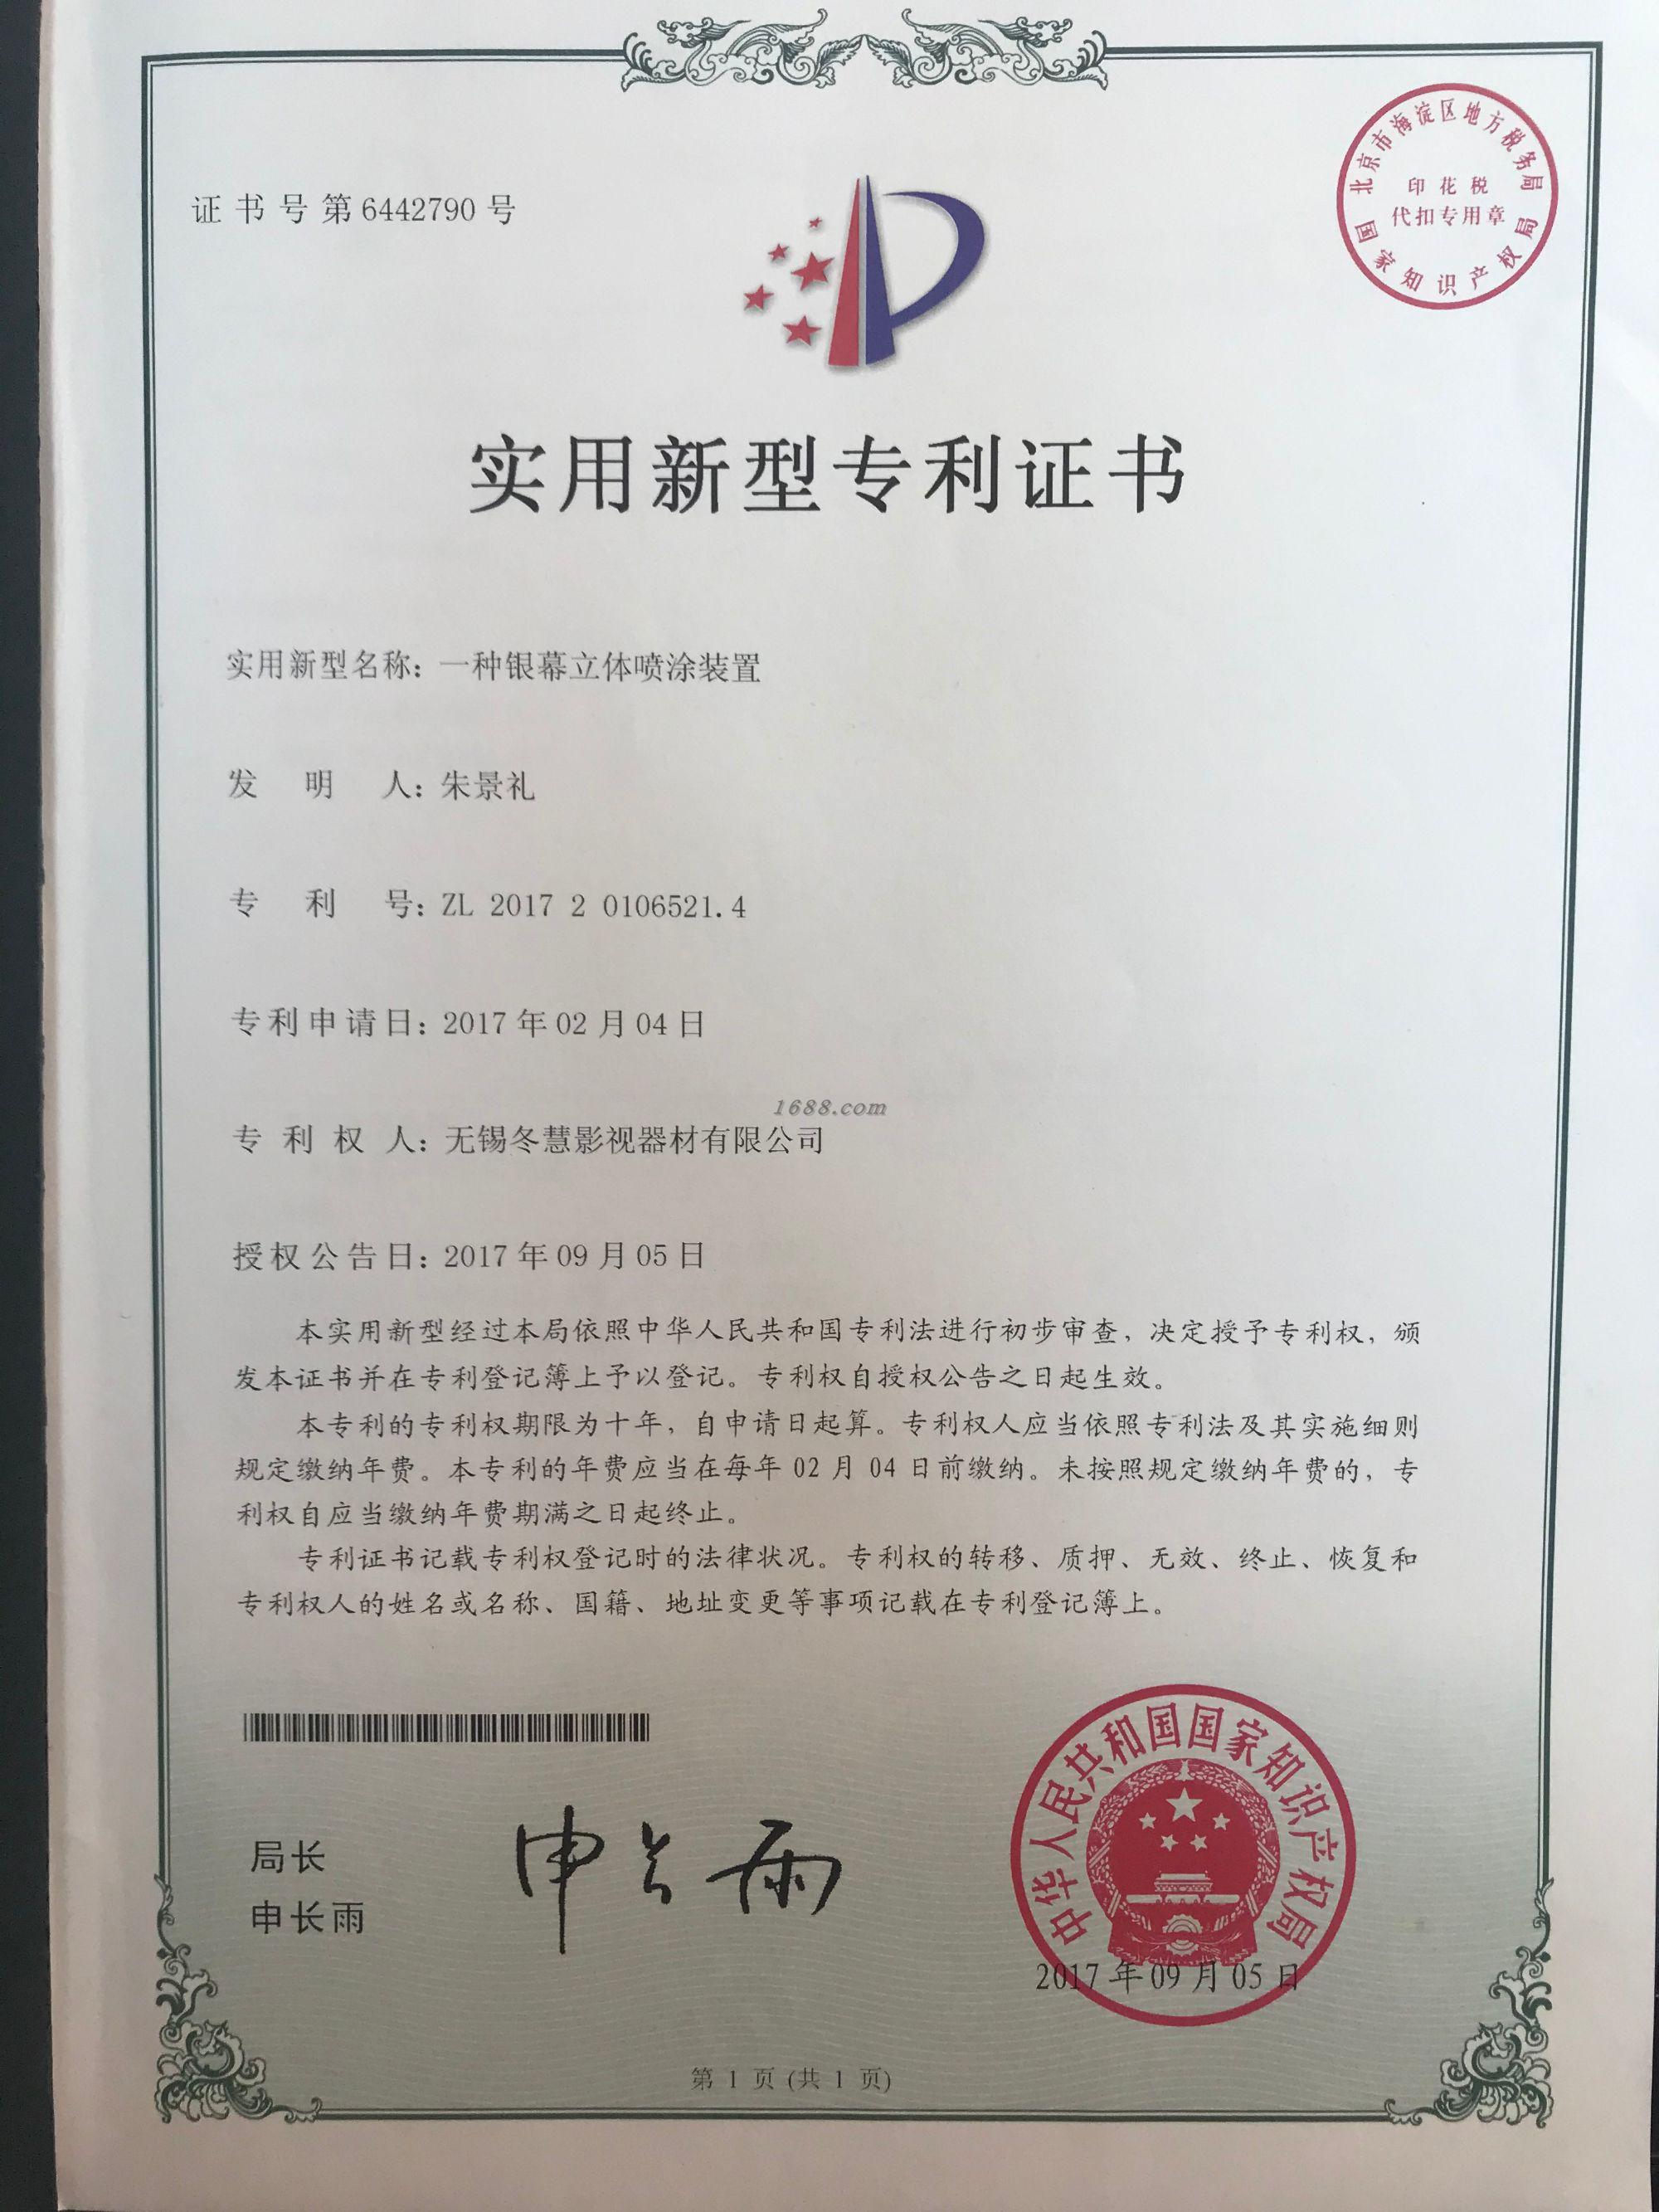 北京市海淀区地方税务局
印花税
代扣专用章
国家知识产权局
证书号第6442790号
实用新型专利证书
实用新型名称：一种银幕立体喷涂装置
发明人：朱景礼
专利号：ZL 2017 2 0106521.4
专利申请日：2017年02月04日
1688.com
专利权人：无锡冬慧影视器材有限公司
授权公告日：2017年09月05日
本实用新型经过本局依照中华人民共和国专利法进行初步审查，决定授予专利权，颁
发本证书并在专利登记簿上予以登记。专利权自授权公告之日起生效。
本专利的专利权期限为十年，自申请日起算。专利权人应当依照专利法及其实施细则
规定缴纳年费。本专利的年费应当在每年02月04日前缴纳。未按照规定缴纳年费的，专
利权自应当缴纳年费期满之日起终止。
专利证书记载专利权登记时的法律状况。专利权的转移、质押、无效、终止、恢复和
专利权人的姓名或名称、国籍、地址变更等事项记载在专利登记簿上。
局长
申长雨
申长雨
中华人民共和国国家知识产权局
2017年09月05日
第1页(共1页)